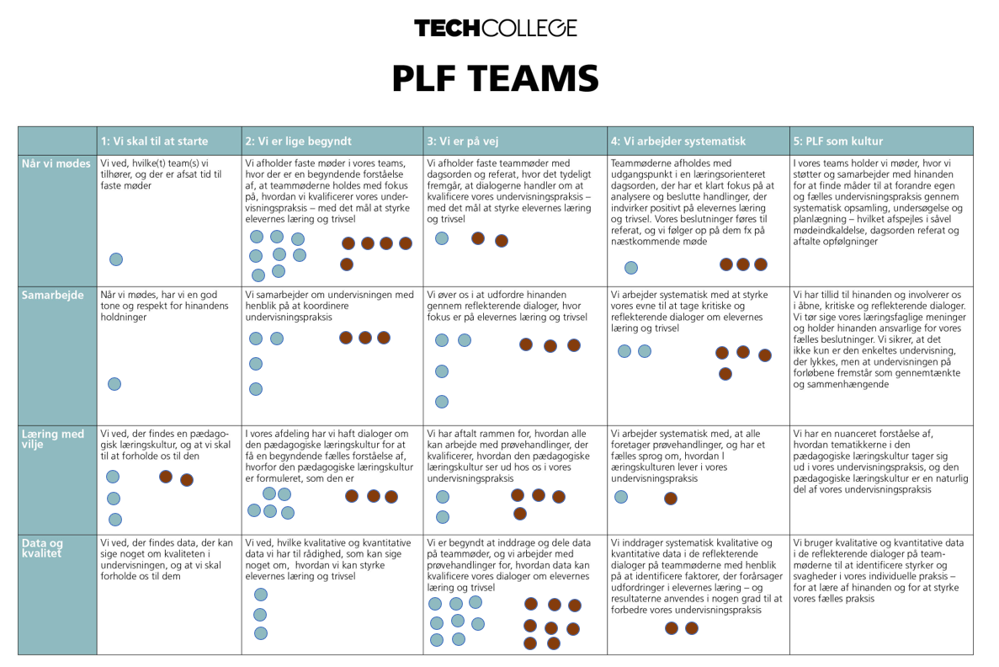 TECHCOLLEGE
PLF TEAMS
1: Vi skal til at starte
2: Vi er lige begyndt
3: Vi er på vej
4: Vi arbejder systematisk
5: PLF som kultur
Når vi mødes
Vi ved, hvilke(t) team(s) vi
tilhører, og der er afsat tid til
faste møder
Vi afholder faste møder i vores teams,
hvor der er en begyndende forståelse
af, at teammøderne holdes med fokus
på, hvordan vi kvalificerer vores under-
visningspraksis – med det mål at styrke
elevernes læring og trivsel
Vi afholder faste teammøder med
dagsorden og referat, hvor det tydeligt
fremgår, at dialogerne handler om at
kvalificere vores undervisningspraksis –
med det mål at styrke elevernes læring
og trivsel
Teammøderne afholdes med
udgangspunkt i en læringsorienteret
dagsorden, der har et klart fokus på at
analysere og beslutte handlinger, der
indvirker positivt på elevernes læring
og trivsel. Vores beslutninger føres til
referat, og vi følger op på dem fx på
næstkommende møde
I vores teams holder vi møder, hvor vi
støtter og samarbejder med hinanden
for at finde måder til at forandre egen
og fælles undervisningspraksis gennem
systematisk opsamling, undersøgelse og
planlægning – hvilket afspejles i såvel
mødeindkaldelse, dagsorden referat og
aftalte opfølgninger
Samarbejde
Når vi mødes, har vi en god
tone og respekt for hinandens
holdninger
Vi samarbejder om undervisningen med
henblik på at koordinere
undervisningspraksis
Vi øver os i at udfordre hinanden
gennem reflekterende dialoger, hvor
fokus er på elevernes læring og trivsel
Vi arbejder systematisk med at styrke
vores evne til at tage kritiske og
reflekterende dialoger om elevernes
læring og trivsel
Vi har tillid til hinanden og involverer os
i åbne, kritiske og reflekterende dialoger.
Vi tør sige vores læringsfaglige meninger
og holder hinanden ansvarlige for vores
fælles beslutninger. Vi sikrer, at det
ikke kun er den enkeltes undervisning,
der lykkes, men at undervisningen på
forløbene fremstår som gennemtænkte
og sammenhængende
Læring med
vilje
Vi ved, der findes en pædago-
gisk læringskultur, og at vi skal
til at forholde os til den
I vores afdeling har vi haft dialoger om
den pædagogiske læringskultur for at
få en begyndende fælles forståelse af,
hvorfor den pædagogiske læringskultur
er formuleret, som den er
Vi har aftalt rammen for, hvordan alle
kan arbejde med prøvehandlinger, der
kvalificerer, hvordan den pædagogiske
læringskultur ser ud hos os i vores
undervisningspraksis
Vi arbejder systematisk med, at alle
foretager prøvehandlinger, og har et
fælles sprog om, hvordan l
æringskulturen lever i vores
undervisningspraksis
Vi har en nuanceret forståelse af,
hvordan tematikkerne i den
pædagogiske læringskultur tager sig
ud i vores undervisningspraksis, og den
pædagogiske læringskultur er en naturlig
del af vores undervisningspraksis
Data og
kvalitet
Vi ved, der findes data, der kan
sige noget om kvaliteten i
undervisningen, og at vi skal
forholde os til dem
Vi ved, hvilke kvalitative og kvantitative
data vi har til rådighed, som kan sige
noget om,  hvordan vi kan styrke
elevernes læring og trivsel
Vi er begyndt at inddrage og dele data
på teammøder, og vi arbejder med
prøvehandlinger for, hvordan data kan
kvalificere vores dialoger om elevernes
læring og trivsel
Vi inddrager systematisk kvalitative og
kvantitative data i de reflekterende
dialoger på teammøderne med henblik
på at identificere faktorer, der forårsager
udfordringer i elevernes læring – og
resultaterne anvendes i nogen grad til at
forbedre vores undervisningspraksis
Vi bruger kvalitative og kvantitative data
i de reflekterende dialoger på team-
møderne til at identificere styrker og
svagheder i vores individuelle praksis –
for at lære af hinanden og for at styrke
vores fælles praksis